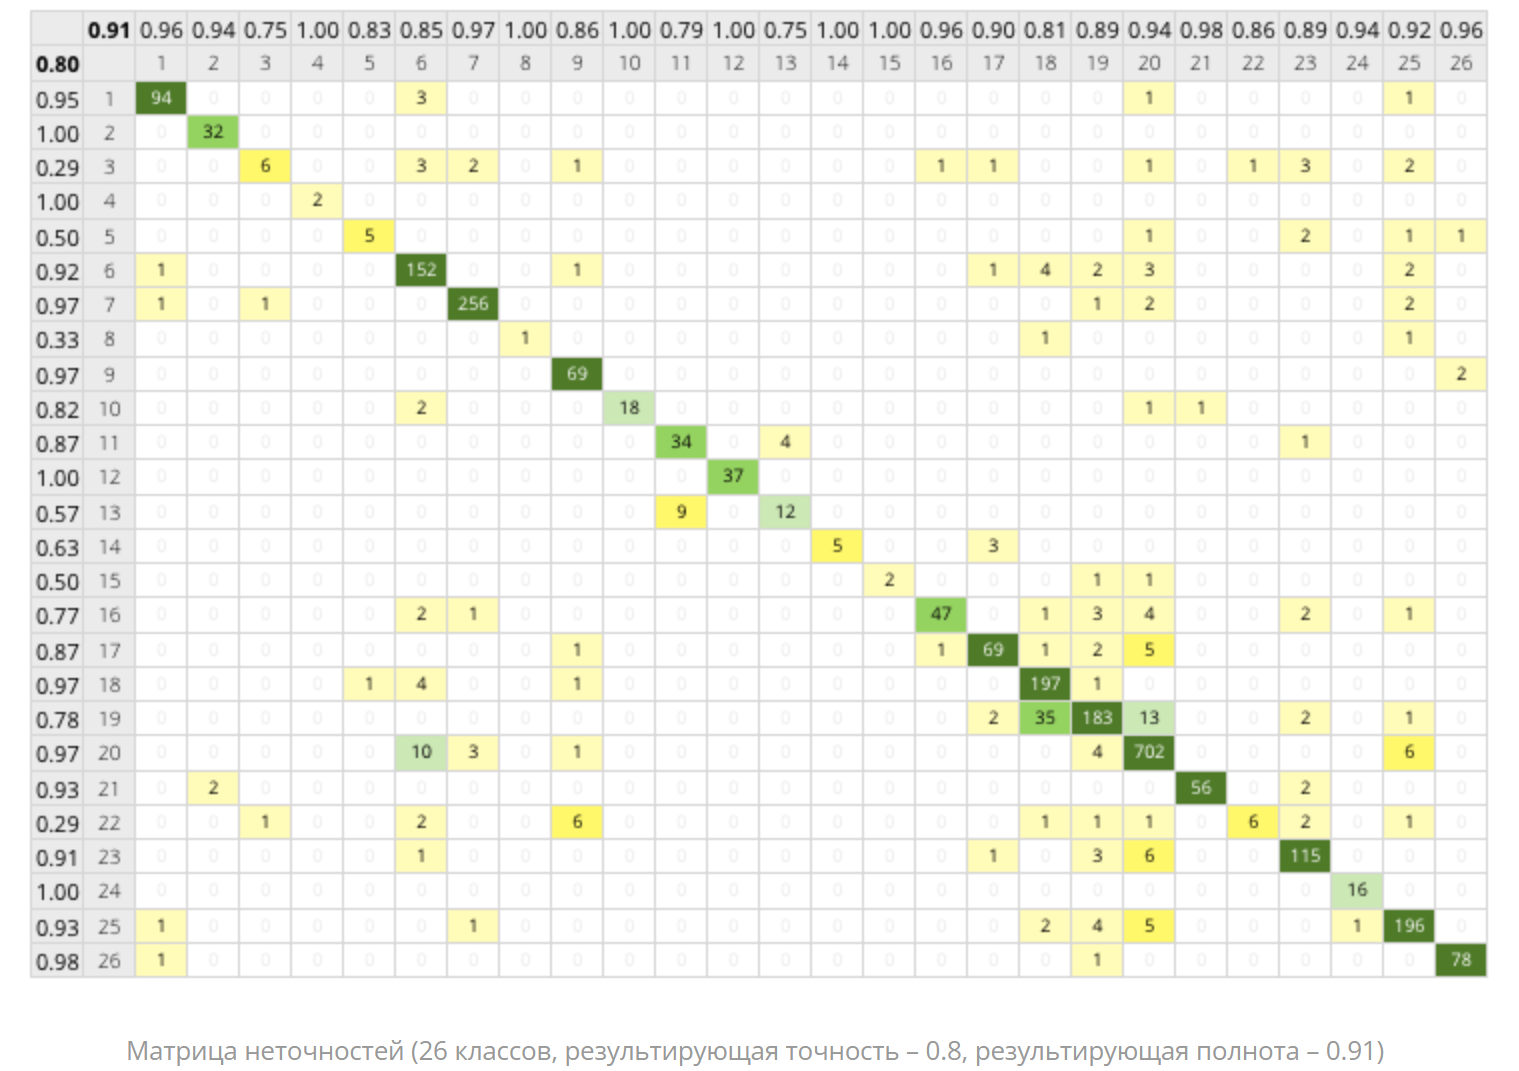 0.91 0.96 0.94 0.75 1.00 0.83 0.85 0.97 1.00 0.86 1.00 0.79 1.00 0.75 1.00 1.00 0.96 0.90 0.81 0.89 0.94 0.98 0.86 0.89 0.94 0.92 0.96
0.80 1 2 3 4 5 6 7 8 9 10 11 12 13 14 15 16 17 18 19 20 21 22 23 24 25 26
0.95 1 94 0 0 0 0 3 0 0 0 0 0 0 0 0 0 0 0 0 0 1 0 0 0 0 1 0
1.00 2 0 32 0 0 0 0 0 0 0 0 0 0 0 0 0 0 0 0 0 0 0 0 0 0 0 0
0.29 3 0 0 6 0 0 3 2 0 1 0 0 0 0 0 0 1 1 0 0 1 0 1 3 0 2 0
1.00 4 0 0 0 2 0 0 0 0 0 0 0 0 0 0 0 0 0 0 0 0 0 0 0 0 0 0
0.50 5 0 0 0 0 5 0 0 0 0 0 0 0 0 0 0 0 0 0 0 1 0 0 2 0 1 1
0.92 6 1 0 0 0 0 152 0 0 1 0 0 0 0 0 0 0 1 4 2 3 0 0 0 0 2 0
0.97 7 1 0 1 0 0 0 256 0 0 0 0 0 0 0 0 0 0 0 1 2 0 0 0 0 2 0
0.33 8 0 0 0 0 0 0 0 1 0 0 0 0 0 0 0 0 0 1 0 0 0 0 0 0 1 0
0.97 9 0 0 0 0 0 0 0 0 69 0 0 0 0 0 0 0 0 0 0 0 0 0 0 0 0 2
0.82 10 0 0 0 0 0 2 0 0 0 18 0 0 0 0 0 0 0 0 0 1 1 0 0 0 0 0
0.87 11 0 0 0 0 0 0 0 0 0 0 34 0 4 0 0 0 0 0 0 0 0 0 1 0 0 0
1.00 12 0 0 0 0 0 0 0 0 0 0 0 37 0 0 0 0 0 0 0 0 0 0 0 0 0 0
0.57 13 0 0 0 0 0 0 0 0 0 0 9 0 12 0 0 0 0 0 0 0 0 0 0 0 0 0
0.63 14 0 0 0 0 0 0 0 0 0 0 0 0 0 5 0 0 3 0 0 0 0 0 0 0 0 0
0.50 15 0 0 0 0 0 0 0 0 0 0 0 0 0 0 2 0 0 0 1 1 0 0 0 0 0 0
0.77 16 0 0 0 0 0 2 1 0 0 0 0 0 0 0 0 47 0 1 3 4 0 0 2 0 1 0
0.87 17 0 0 0 0 0 0 0 0 1 0 0 0 0 0 0 1 69 1 2 5 0 0 0 0 0 0
0.97 18 0 0 0 0 1 4 0 0 1 0 0 0 0 0 0 0 0 197 1 0 0 0 0 0 0 0
0.78 19 0 0 0 0 0 0 0 0 0 0 0 0 0 0 0 0 2 35 183 13 0 0 2 0 1 0
0.97 20 0 0 0 0 0 10 3 0 1 0 0 0 0 0 0 0 0 0 4 702 0 0 0 0 6 0
0.93 21 0 2 0 0 0 0 0 0 0 0 0 0 0 0 0 0 0 0 0 0 56 0 2 0 0 0
0.29 22 0 0 1 0 0 2 0 0 6 0 0 0 0 0 0 0 0 1 1 1 0 6 2 0 1 0
0.91 23 0 0 0 0 0 1 0 0 0 0 0 0 0 0 0 0 1 0 3 6 0 0 115 0 0 0
1.00 24 0 0 0 0 0 0 0 0 0 0 0 0 0 0 0 0 0 0 0 0 0 0 0 16 0 0
0.93 25 1 0 0 0 0 0 1 0 0 0 0 0 0 0 0 0 0 2 4 5 0 0 0 1 196 0
0.98 26 1 0 0 0 0 0 0 0 0 0 0 0 0 0 0 0 0 0 1 0 0 0 0 0 0 78
Матрица неточностей (26 классов, результирующая точность – 0.8, результирующая полнота – 0.91)